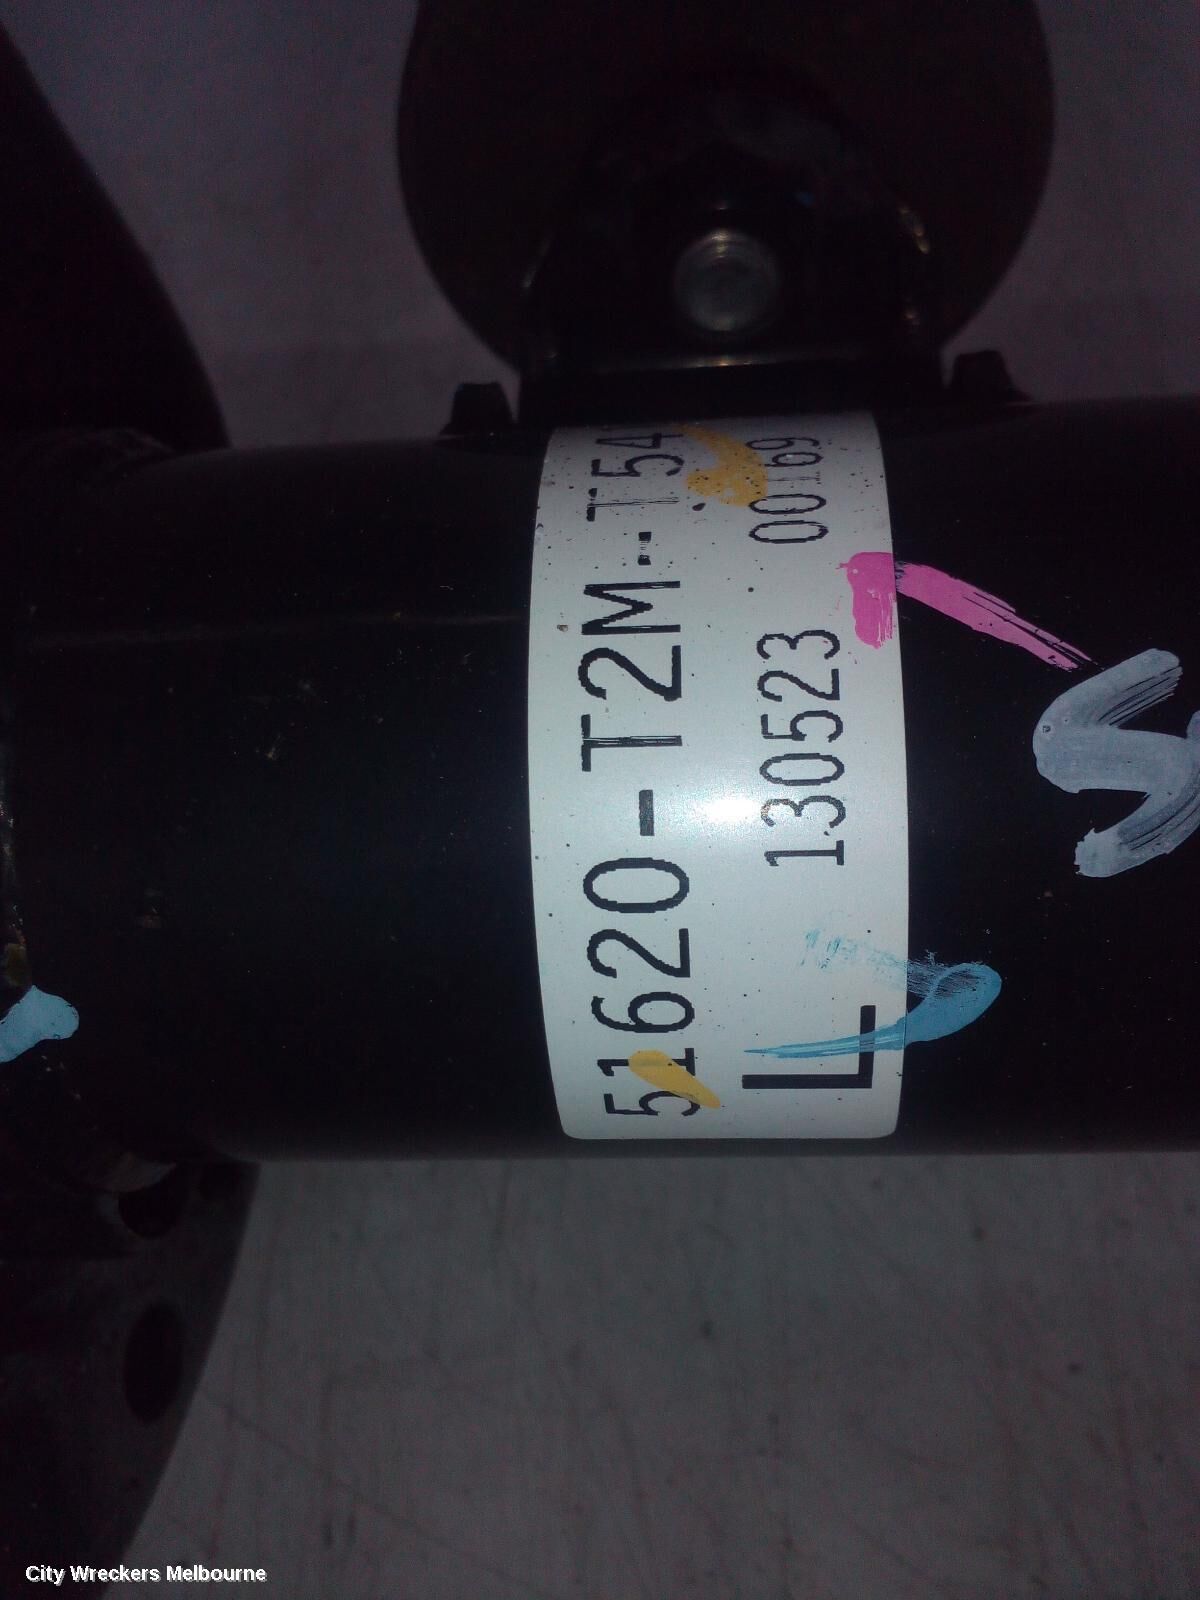 51620-T2M-T54
L 130523 00169
S
City Wreckers Melbourne